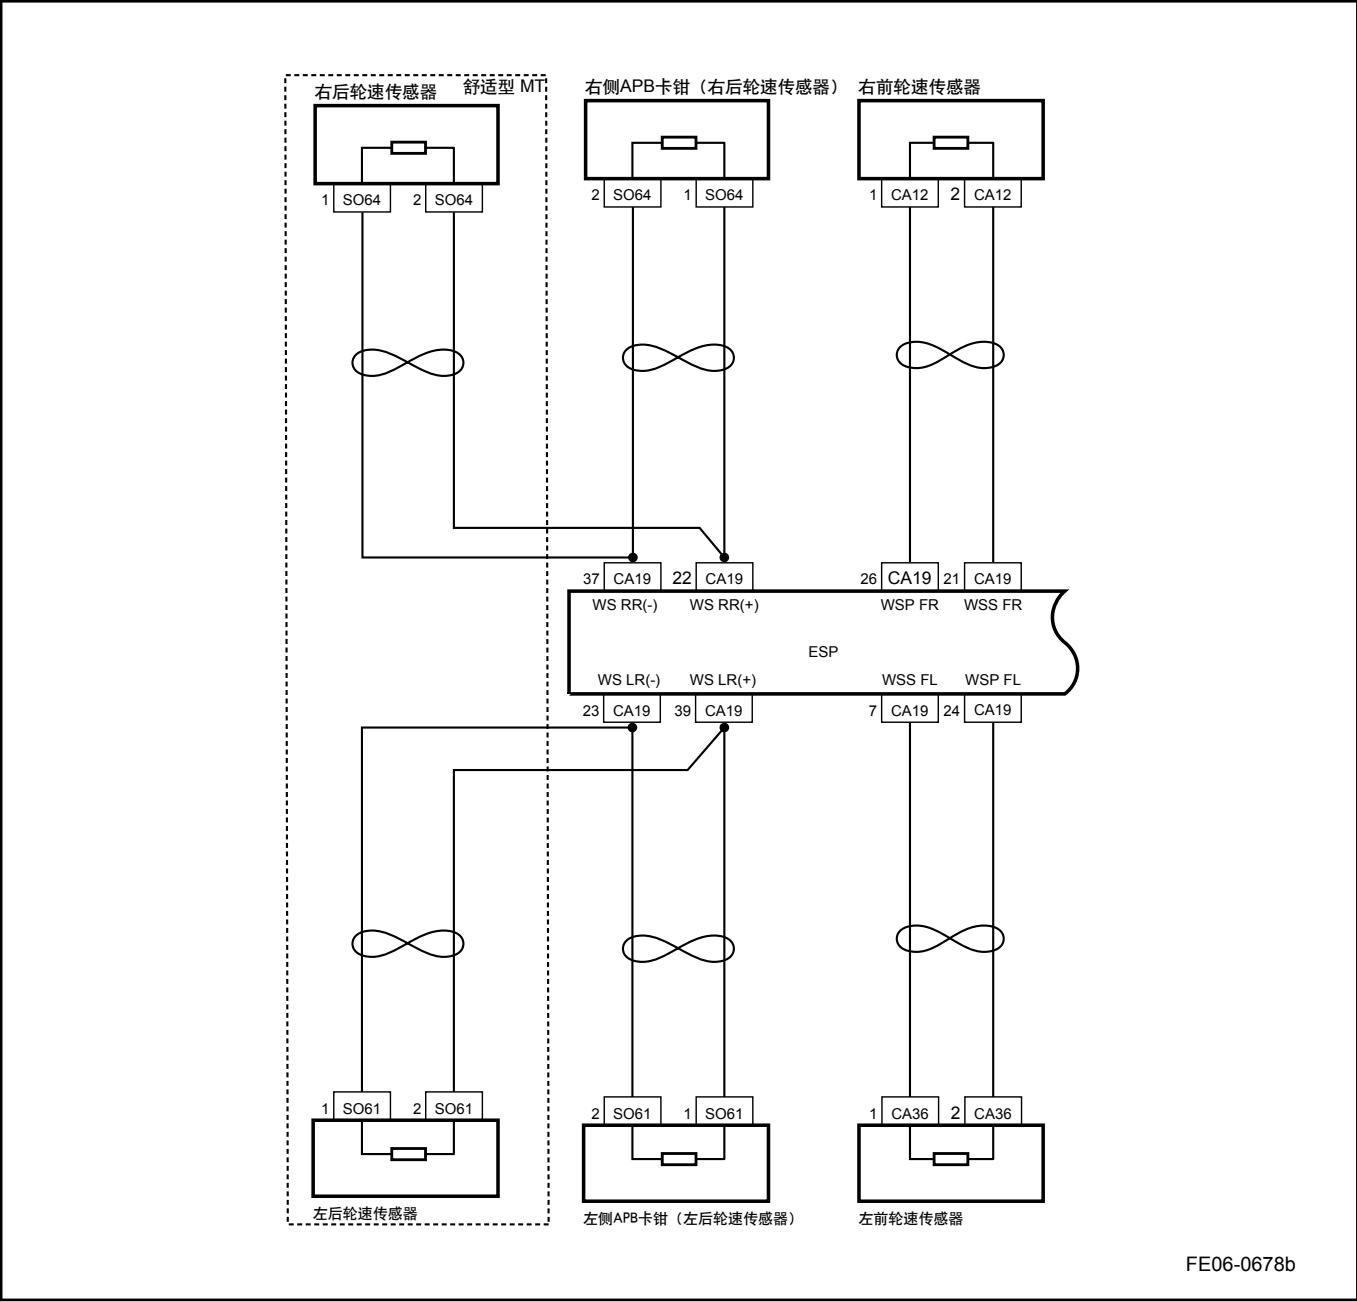 右后轮速传感器 舒适型 MT 右侧APB卡钳（右后轮速传感器） 右前轮速传感器
1 SO64 2 SO64 2 SO64 1 SO64 1 CA12 2 CA12
37 CA19 22 CA19 26 CA19 21 CA19
WS RR(-) WS RR(+) WSP FR WSS FR
ESP
WS LR(-) WS LR(+) WSS FL WSP FL
23 CA19 39 CA19 7 CA19 24 CA19
1 SO61 2 SO61 2 SO61 1 SO61 1 CA36 2 CA36
左后轮速传感器 左侧APB卡钳（左后轮速传感器） 左前轮速传感器
FE06-0678b